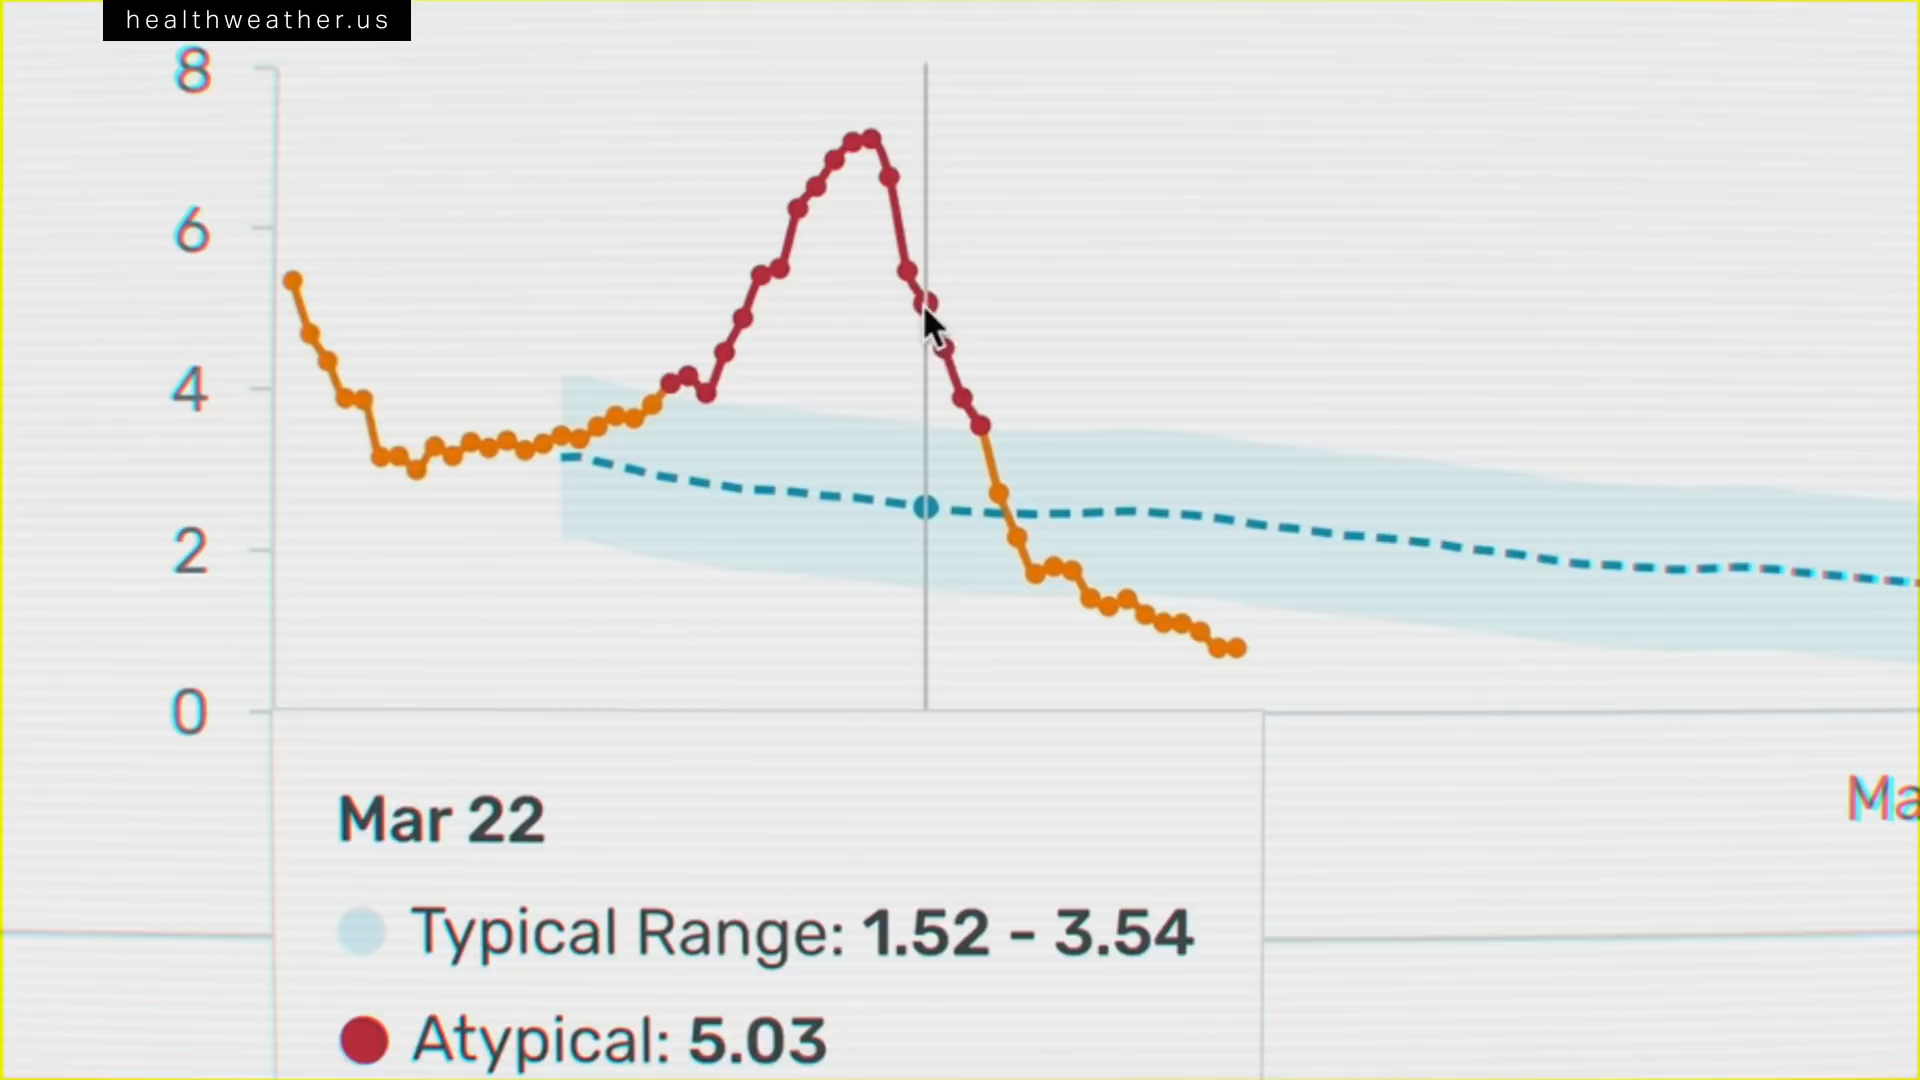 healthweather.us
8
6
4
2
0
Mar 22
Typical Range: 1.52 - 3.54
Atypical: 5.03